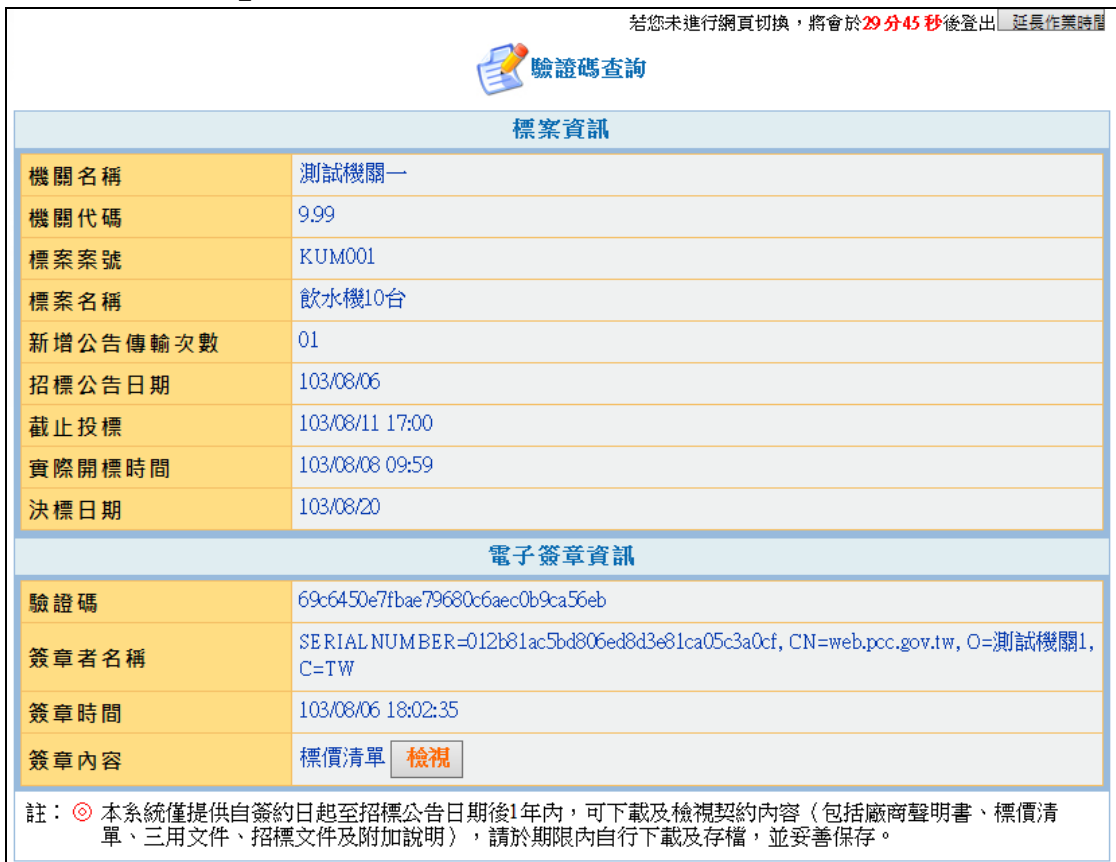 若您未進行網頁切換，將會於29分45秒後登出 延長作業時間
驗證碼查詢
標案資訊
機關名稱 測試機關一
機關代碼 9.99
標案案號 KUM001
標案名稱 飲水機10台
新增公告傳輸次數 01
招標公告日期 103/08/06
截止投標 103/08/11 17:00
實際開標時間 103/08/08 09:59
決標日期 103/08/20
電子簽章資訊
驗證碼 69c6450e7fbae79680c6aec0b9ca56eb
簽章者名稱 SERIALNUMBER=012b81ac5bd806ed8d3e81ca05c3a0cf, CN=web.pcc.gov.tw, O=測試機關1,
C=TW
簽章時間 103/08/06 18:02:35
簽章內容 標價清單 檢視
註：◎ 本系統僅提供自簽約日起至招標公告日期後1年內，可下載及檢視契約內容（包括廠商聲明書、標價清
單、三用文件、招標文件及附加說明），請於期限內自行下載及存檔，並妥善保存。